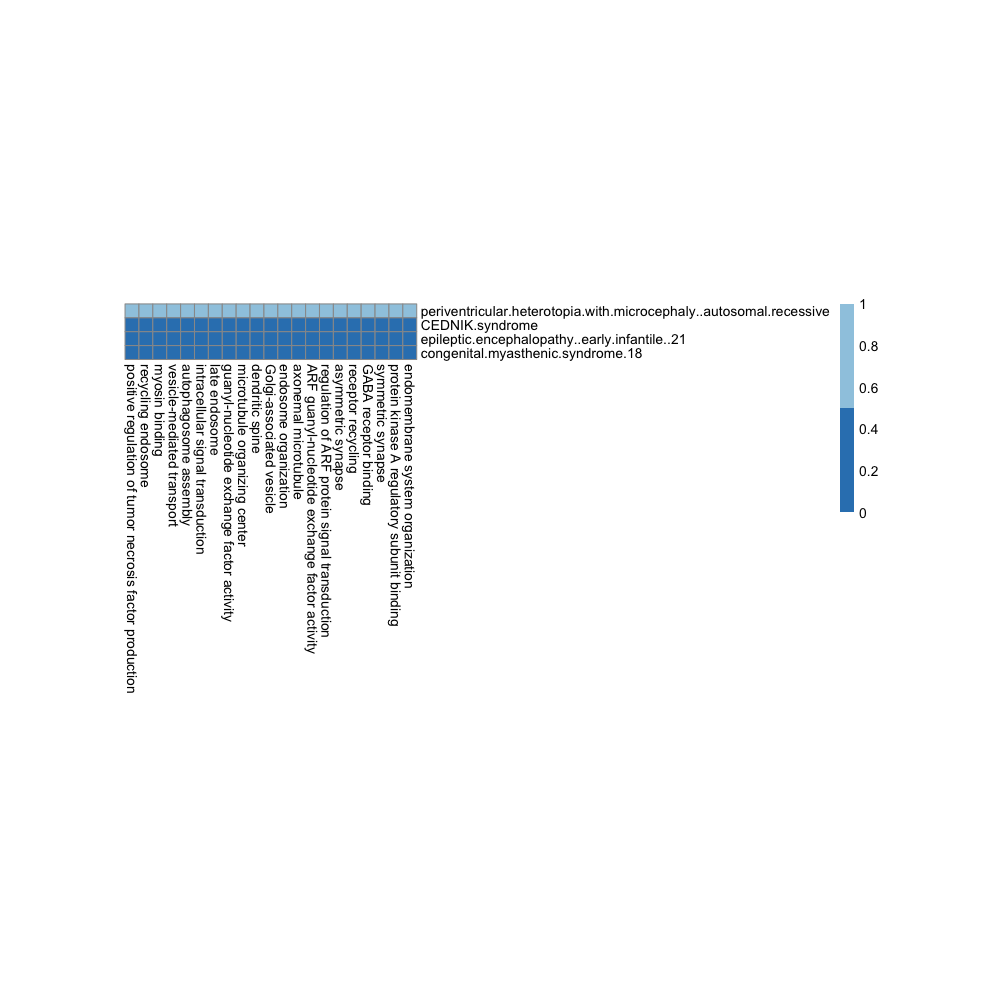 periventricular.heterotopia.with.microcephaly..autosomal.recessive
CEDNIK.syndrome
epileptic.encephalopathy..early.infantile..21
congenital.myasthenic.syndrome.18
1
0.8
0.6
0.4
0.2
0
positive regulation of tumor necrosis factor production
recycling endosome
myosin binding
vesicle-mediated transport
autophagosome assembly
intracellular signal transduction
late endosome
guanyl-nucleotide exchange factor activity
microtubule organizing center
dendritic spine
Golgi-associated vesicle
endosome organization
axonemal microtubule
ARF guanyl-nucleotide exchange factor activity
regulation of ARF protein signal transduction
asymmetric synapse
receptor recycling
GABA receptor binding
symmetric synapse
protein kinase A regulatory subunit binding
endomembrane system organization